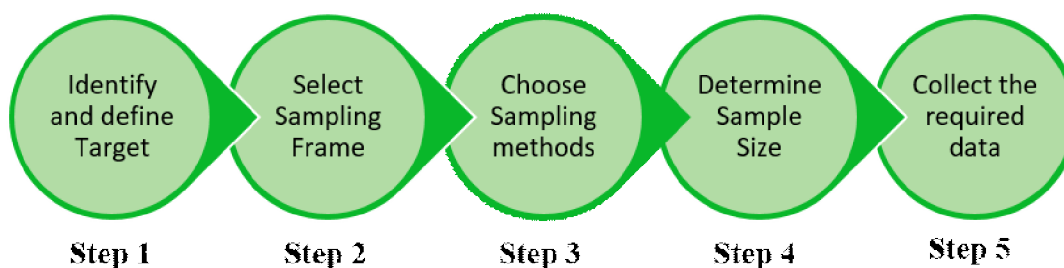 Identify
and define
Target
Select
Sampling
Frame
Choose
Sampling
methods
Determine
Sample
Size
Collect the
required
data
Step 1
Step 2
Step 3
Step 4
Step 5